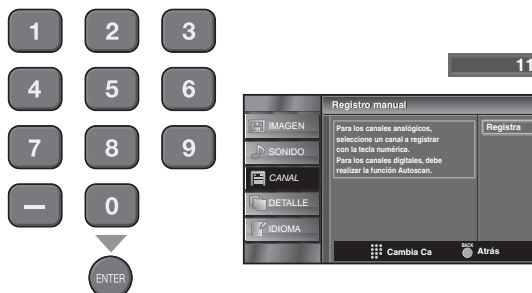 1 2 3
4 5 6
7 8 9
— 0
ENTER
11
Registro manual
IMAGEN
SONIDO
CANAL
DETALLE
IDIOMA
Para los canales analógicos,
seleccione un canal a registrar
con la tecla numérica.
Para los canales digitales, debe
realizar la función Autoscan.
Registra
Cambia Ca
BACK
Atrás